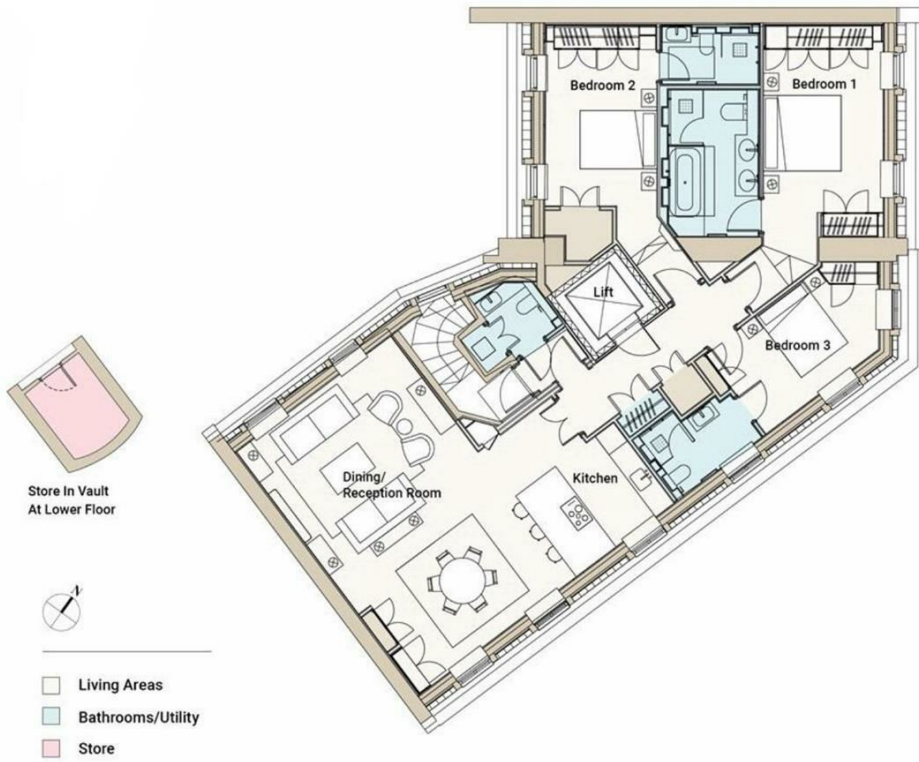 Bedroom 2
Bedroom 1
Lift
Bedroom 3
Dining/
Reception Room
Kitchen
Store In Vault
At Lower Floor
N
Living Areas
Bathrooms/Utility
Store